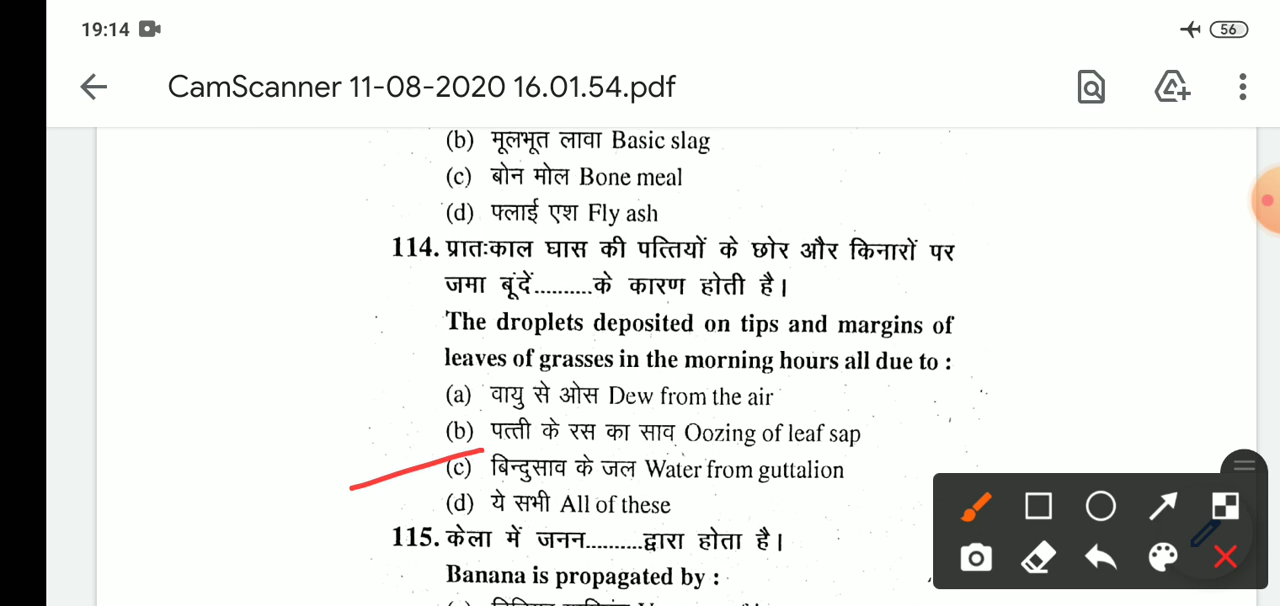 19:14
56
CamScanner 11-08-2020 16.01.54.pdf
(b) मूलभूत लावा Basic slag
(c) बोन मोल Bone meal
(d) फ्लाई एश Fly ash
114. प्रातःकाल घास की पत्तियों के छोर और किनारों पर
जमा बूंदें..........के कारण होती है।
The droplets deposited on tips and margins of
leaves of grasses in the morning hours all due to :
(a) वायु से ओस Dew from the air
(b) पत्ती के रस का साव Oozing of leaf sap
(c) बिन्दुसाव के जल Water from guttalion
(d) ये सभी All of these
115. केला में जनन..........द्वारा होता है।
Banana is propagated by :